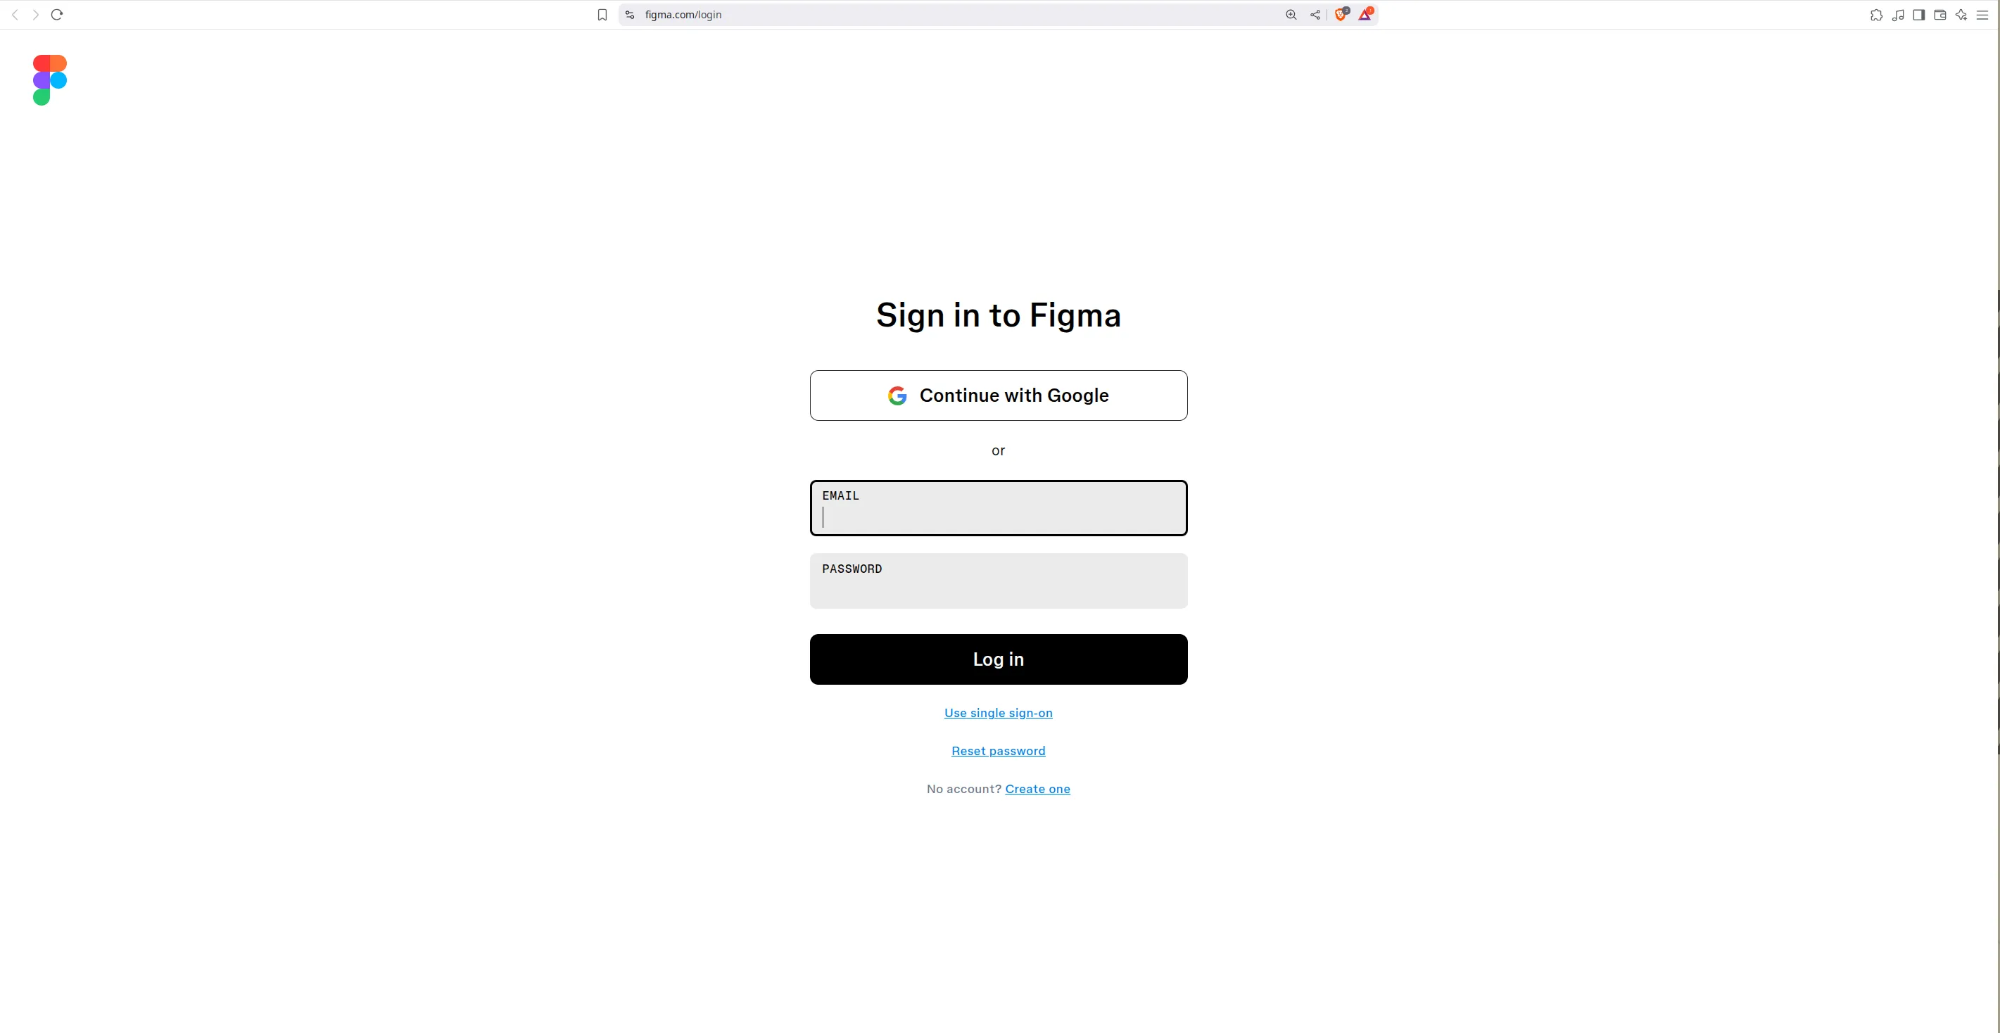 figma.com/login
Sign in to Figma
Continue with Google
or
EMAIL
PASSWORD
Log in
Use single sign-on
Reset password
No account? Create one